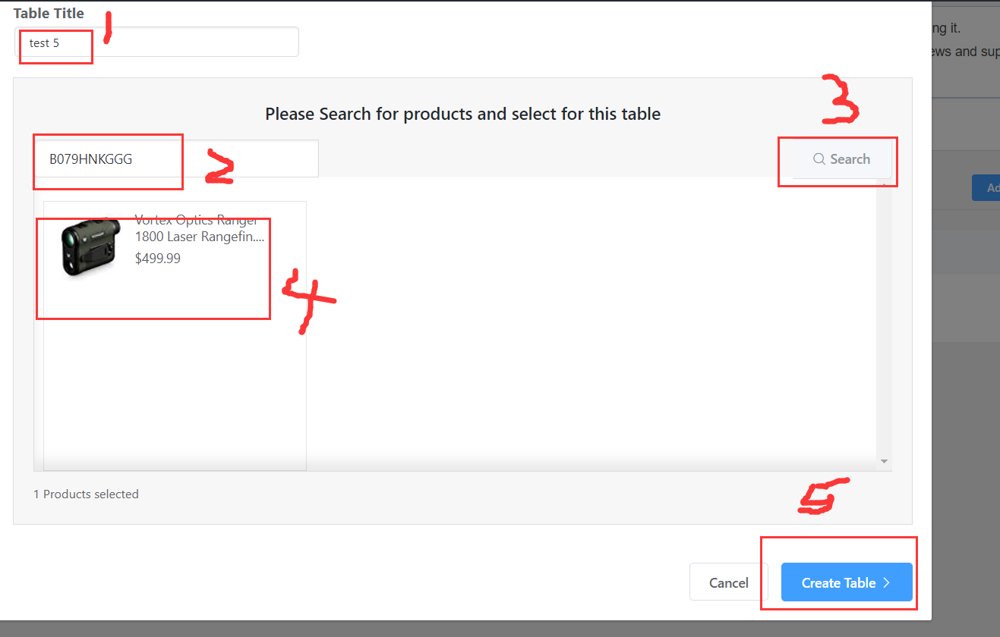 Table Title
1
test 5
ng it.
ews and sup
3
Please Search for products and select for this table
B079HNKGGG
2
Search
Ad
Vortex Optics Ranger
1800 Laser Rangefin....
$499.99
4
1 Products selected
5
Cancel
Create Table